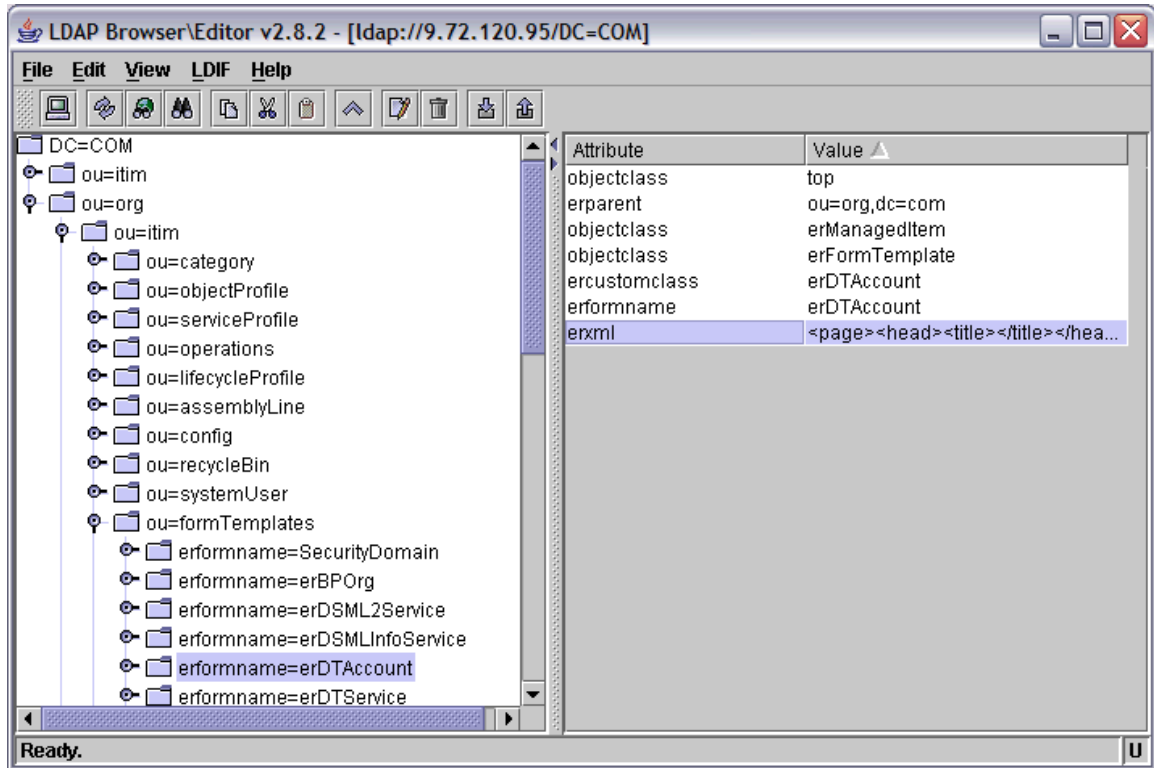 LDAP Browser\Editor v2.8.2 - [ldap://9.72.120.95/DC=COM]
File Edit View LDIF Help
DC=COM
ou=itim
ou=org
ou=itim
ou=category
ou=objectProfile
ou=serviceProfile
ou=operations
ou=lifecycleProfile
ou=assemblyLine
ou=config
ou=recycleBin
ou=systemUser
ou=formTemplates
erformname=SecurityDomain
erformname=erBPOrg
erformname=erDSML2Service
erformname=erDSMLInfoService
erformname=erDTAccount
erformname=erDTService
Attribute Value
objectclass top
erparent ou=org,dc=com
objectclass erManagedItem
objectclass erFormTemplate
ercustomclass erDTAccount
erformname erDTAccount
erxml <page><head><title></title></hea...
Ready. U